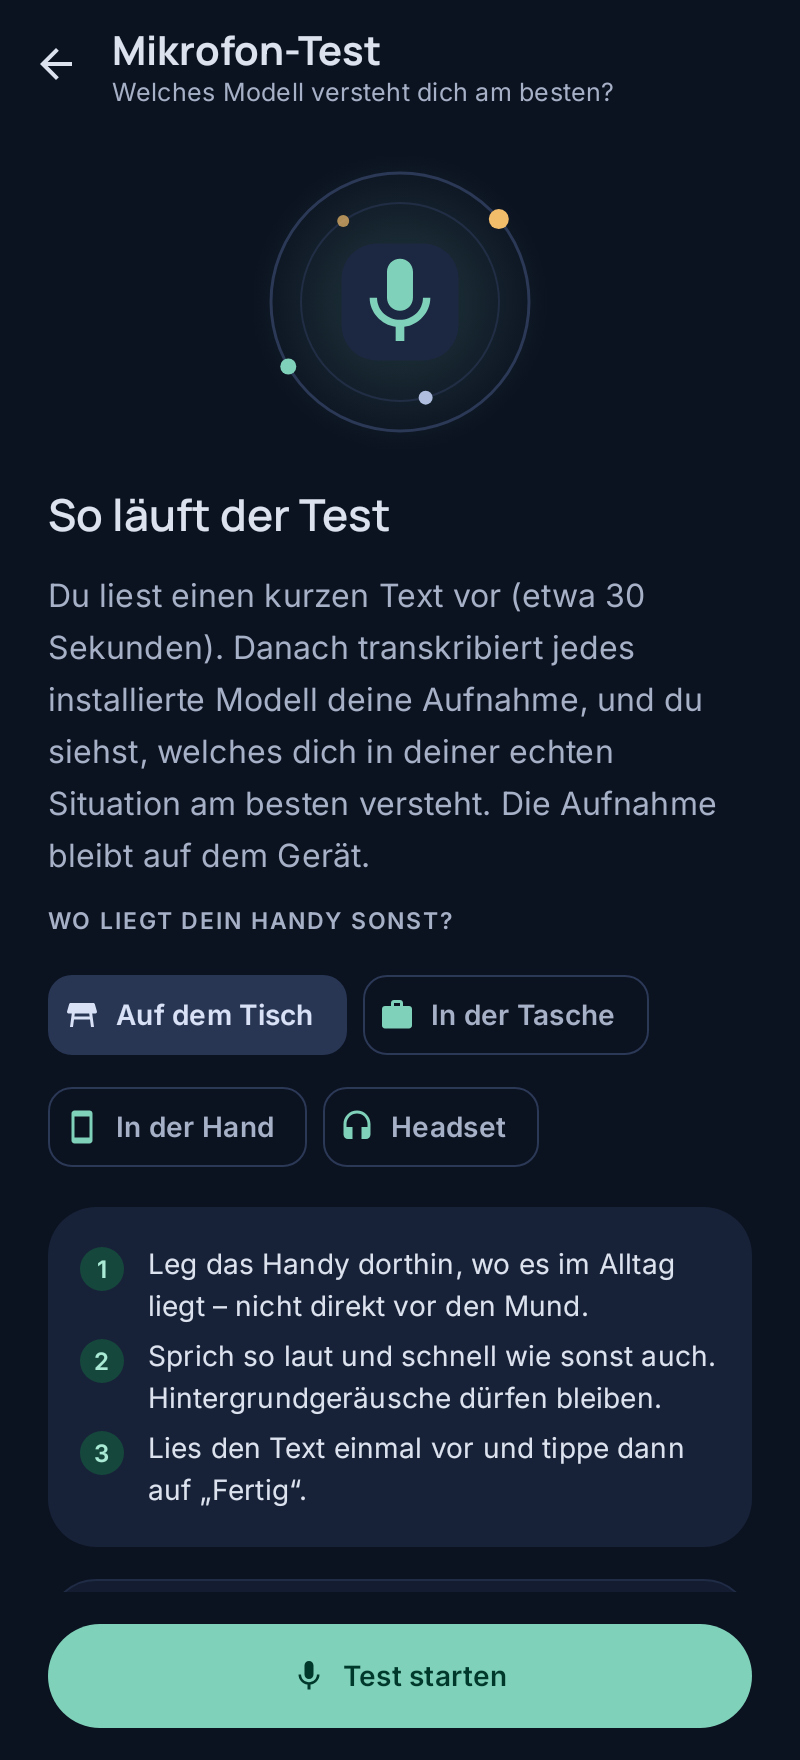 Mikrofon-Test
Welches Modell versteht dich am besten?
So läuft der Test
Du liest einen kurzen Text vor (etwa 30
Sekunden). Danach transkribiert jedes
installierte Modell deine Aufnahme, und du
siehst, welches dich in deiner echten
Situation am besten versteht. Die Aufnahme
bleibt auf dem Gerät.
WO LIEGT DEIN HANDY SONST?
Auf dem Tisch
In der Tasche
In der Hand
Headset
1 Leg das Handy dorthin, wo es im Alltag
liegt – nicht direkt vor den Mund.
2 Sprich so laut und schnell wie sonst auch.
Hintergrundgeräusche dürfen bleiben.
3 Lies den Text einmal vor und tippe dann
auf „Fertig“.
Test starten